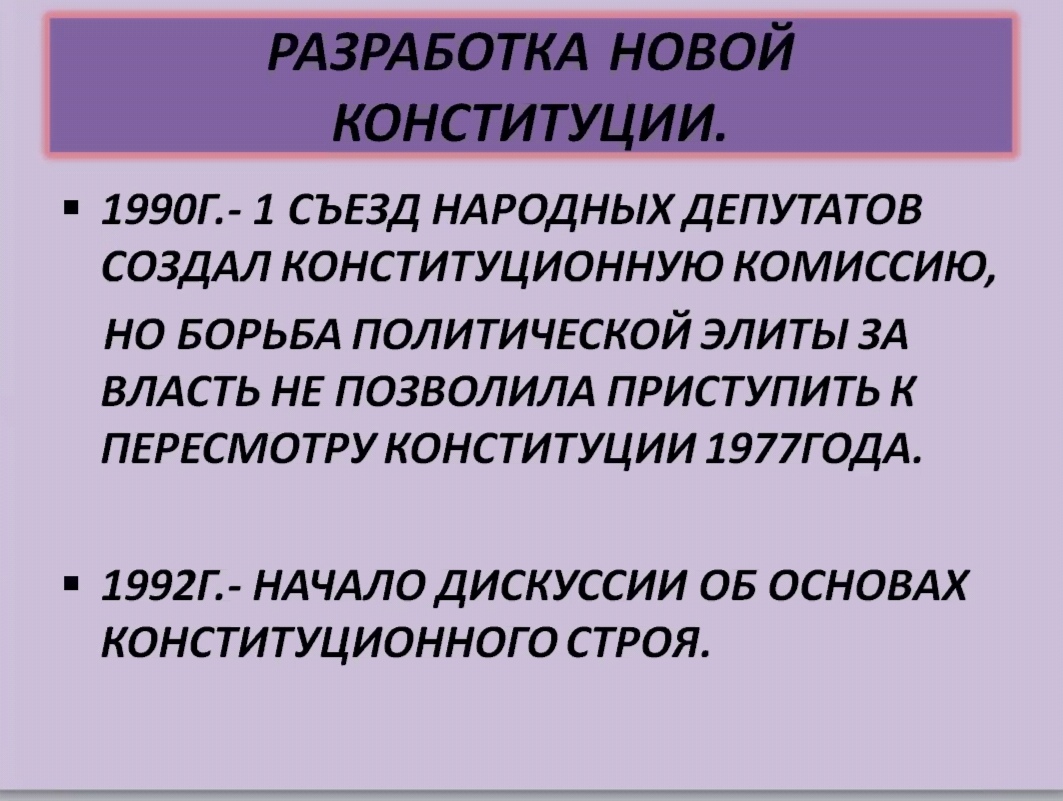 РАЗРАБОТКА НОВОЙ
КОНСТИТУЦИИ.
▪ 1990Г.- 1 СЪЕЗД НАРОДНЫХ ДЕПУТАТОВ
СОЗДАЛ КОНСТИТУЦИОННУЮ КОМИССИЮ,
НО БОРЬБА ПОЛИТИЧЕСКОЙ ЭЛИТЫ ЗА
ВЛАСТЬ НЕ ПОЗВОЛИЛА ПРИСТУПИТЬ К
ПЕРЕСМОТРУ КОНСТИТУЦИИ 1977ГОДА.
▪ 1992Г.- НАЧАЛО ДИСКУССИИ ОБ ОСНОВАХ
КОНСТИТУЦИОННОГО СТРОЯ.